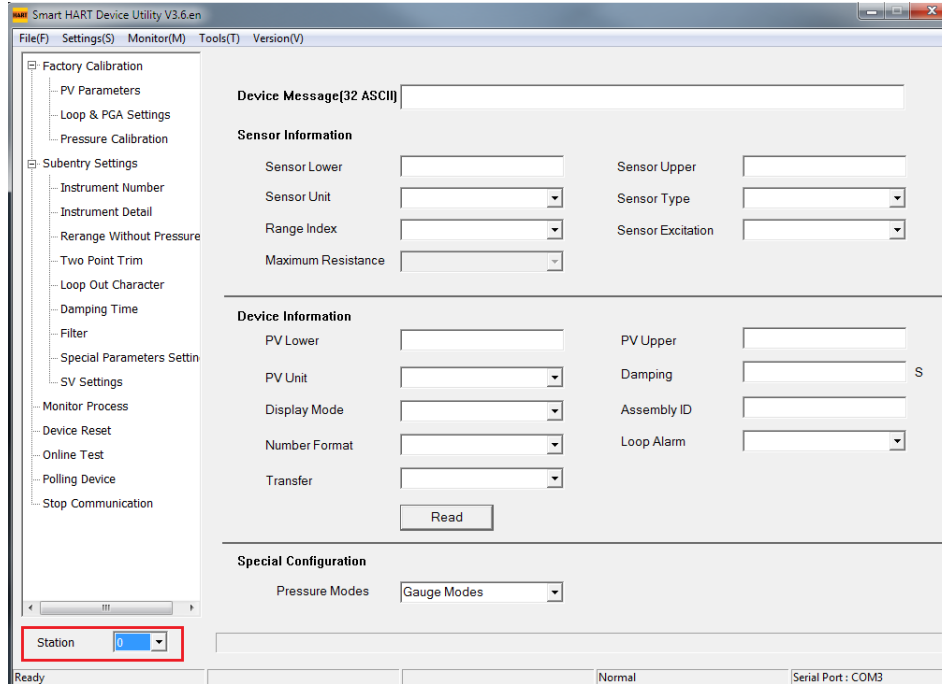 HART Smart HART Device Utility V3.6.en
File(F) Settings(S) Monitor(M) Tools(T) Version(V)
Factory Calibration
PV Parameters
Loop & PGA Settings
Pressure Calibration
Subentry Settings
Instrument Number
Instrument Detail
Rerange Without Pressure
Two Point Trim
Loop Out Character
Damping Time
Filter
Special Parameters Settin
SV Settings
Monitor Process
Device Reset
Online Test
Polling Device
Stop Communication
Station 0
Device Message(32 ASCII)
Sensor Information
Sensor Lower Sensor Upper
Sensor Unit Sensor Type
Range Index Sensor Excitation
Maximum Resistance
Device Information
PV Lower PV Upper
PV Unit Damping S
Display Mode Assembly ID
Number Format Loop Alarm
Transfer
Read
Special Configuration
Pressure Modes Gauge Modes
Ready Normal Serial Port : COM3